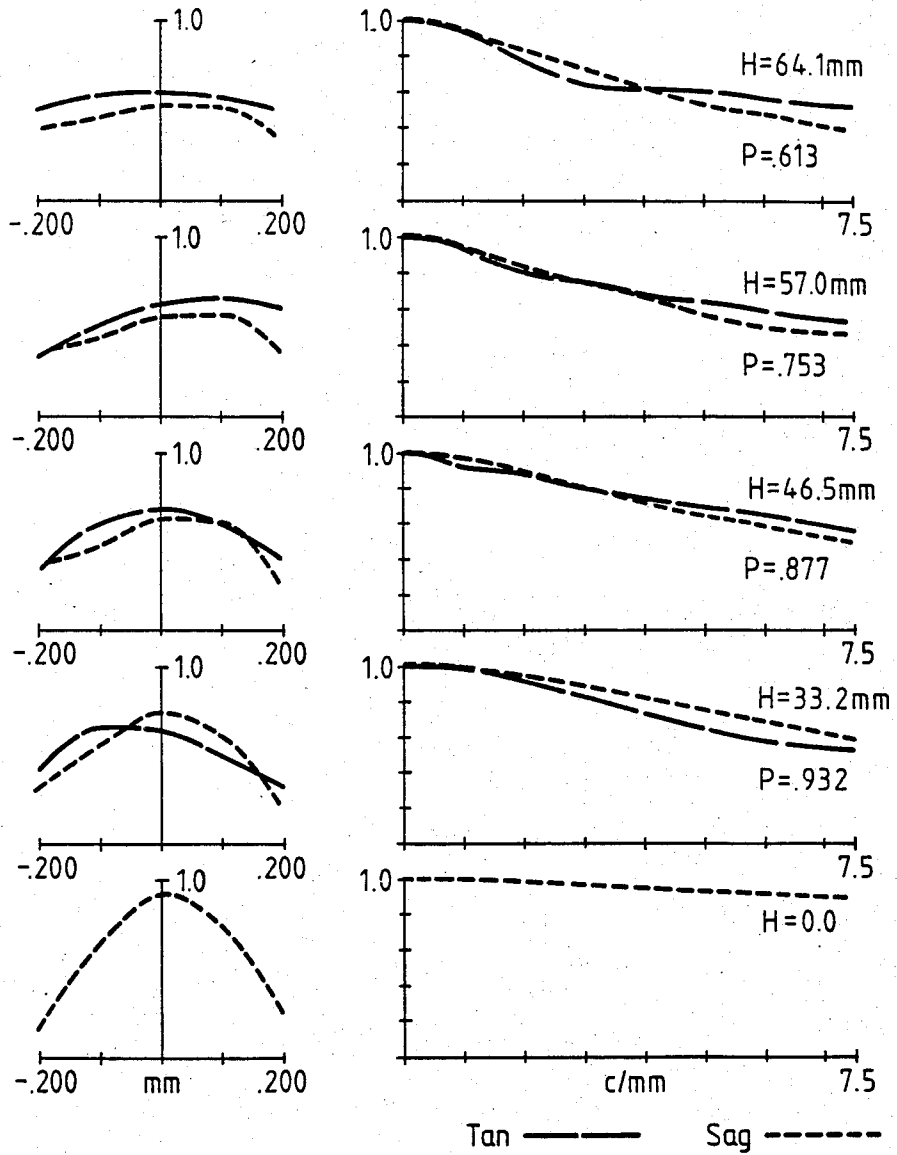 1.0 1.0
H=64.1mm
P=.613
-.200 .200 7.5
1.0 1.0
H=57.0mm
P=.753
-.200 .200 7.5
1.0 1.0
H=46.5mm
P=.877
-.200 .200 7.5
1.0 1.0
H=33.2mm
P=.932
-.200 .200 7.5
1.0 1.0
H=0.0
-.200 mm .200 c/mm 7.5
Tan Sag